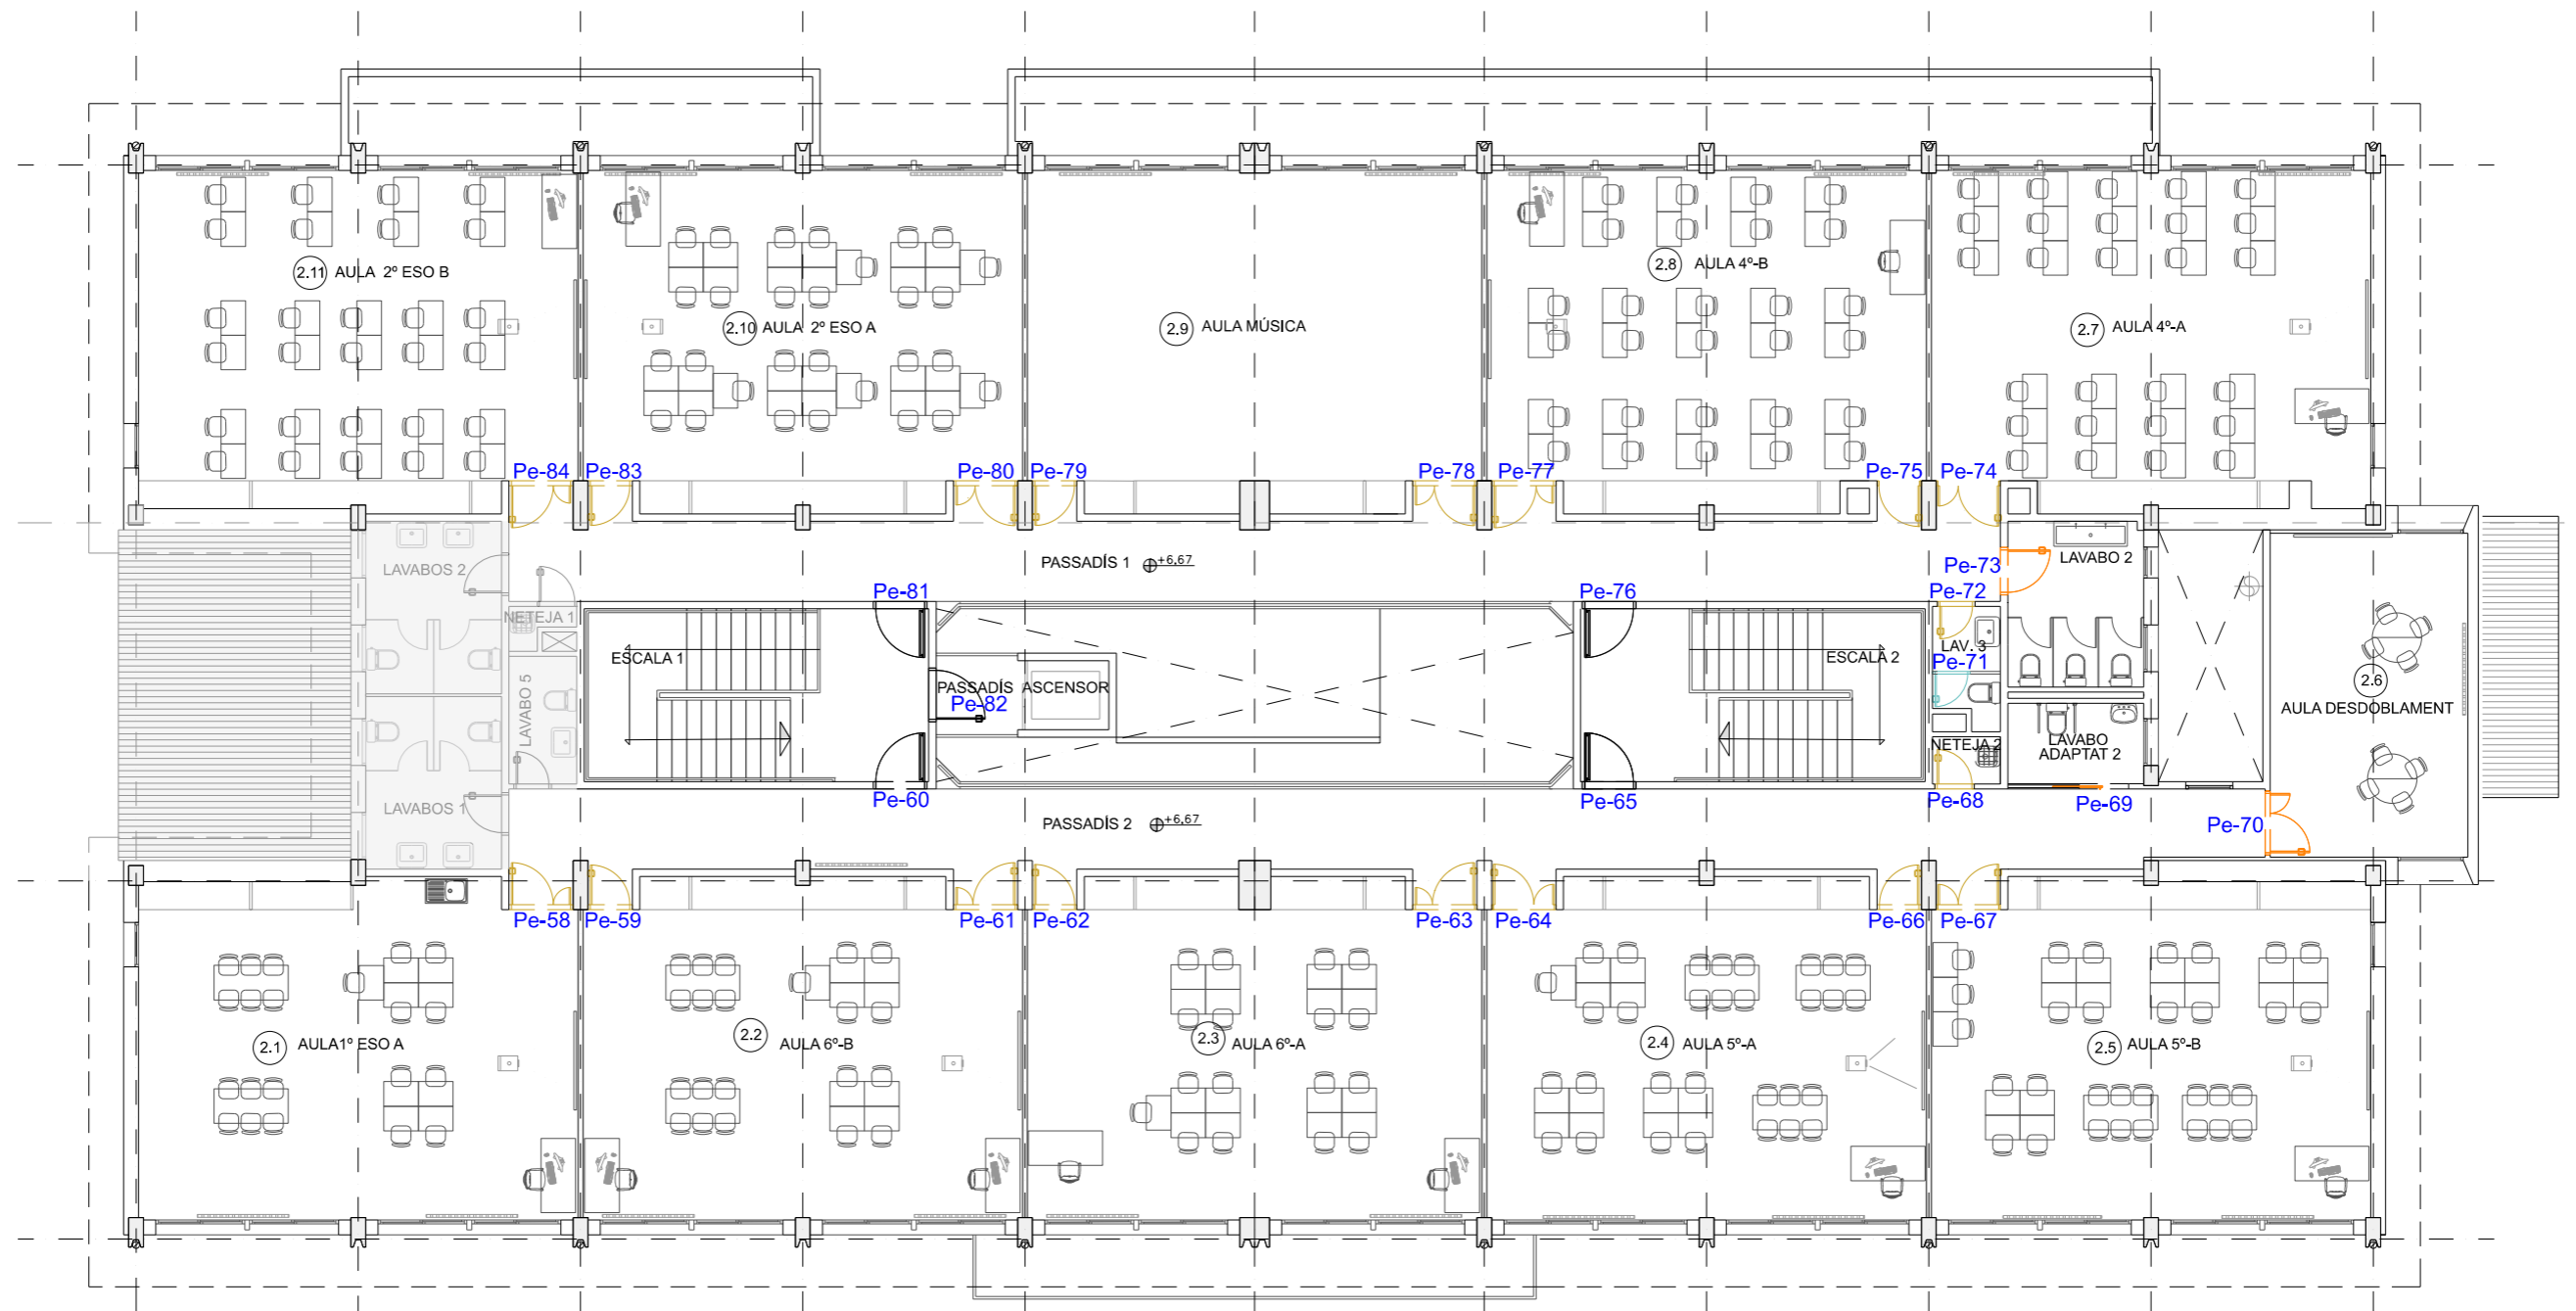 2.11 AULA 2º ESO B
2.10 AULA 2º ESO A
2.9 AULA MÚSICA
2.8 AULA 4º-B
2.7 AULA 4º-A
Pe-84 Pe-83 Pe-80 Pe-79 Pe-78 Pe-77 Pe-75 Pe-74
LAVABOS 2
PASSADÍS 1 +6,67
Pe-73
LAVABO 2
Pe-81 Pe-76 Pe-72
NETEJA 1
ESCALA 1
ESCALA 2
LAV. 3
Pe-71
LAVABO 5
PASSADÍS ASCENSOR
Pe-82
2.6
AULA DESDOBLAMENT
NETEJA 2
LAVABO
ADAPTAT 2
LAVABOS 1
Pe-60 Pe-65 Pe-68 Pe-69
PASSADÍS 2 +6,67
Pe-70
Pe-58 Pe-59 Pe-61 Pe-62 Pe-63 Pe-64 Pe-66 Pe-67
2.1 AULA1º ESO A
2.2 AULA 6º-B
2.3 AULA 6º-A
2.4 AULA 5º-A
2.5 AULA 5º-B